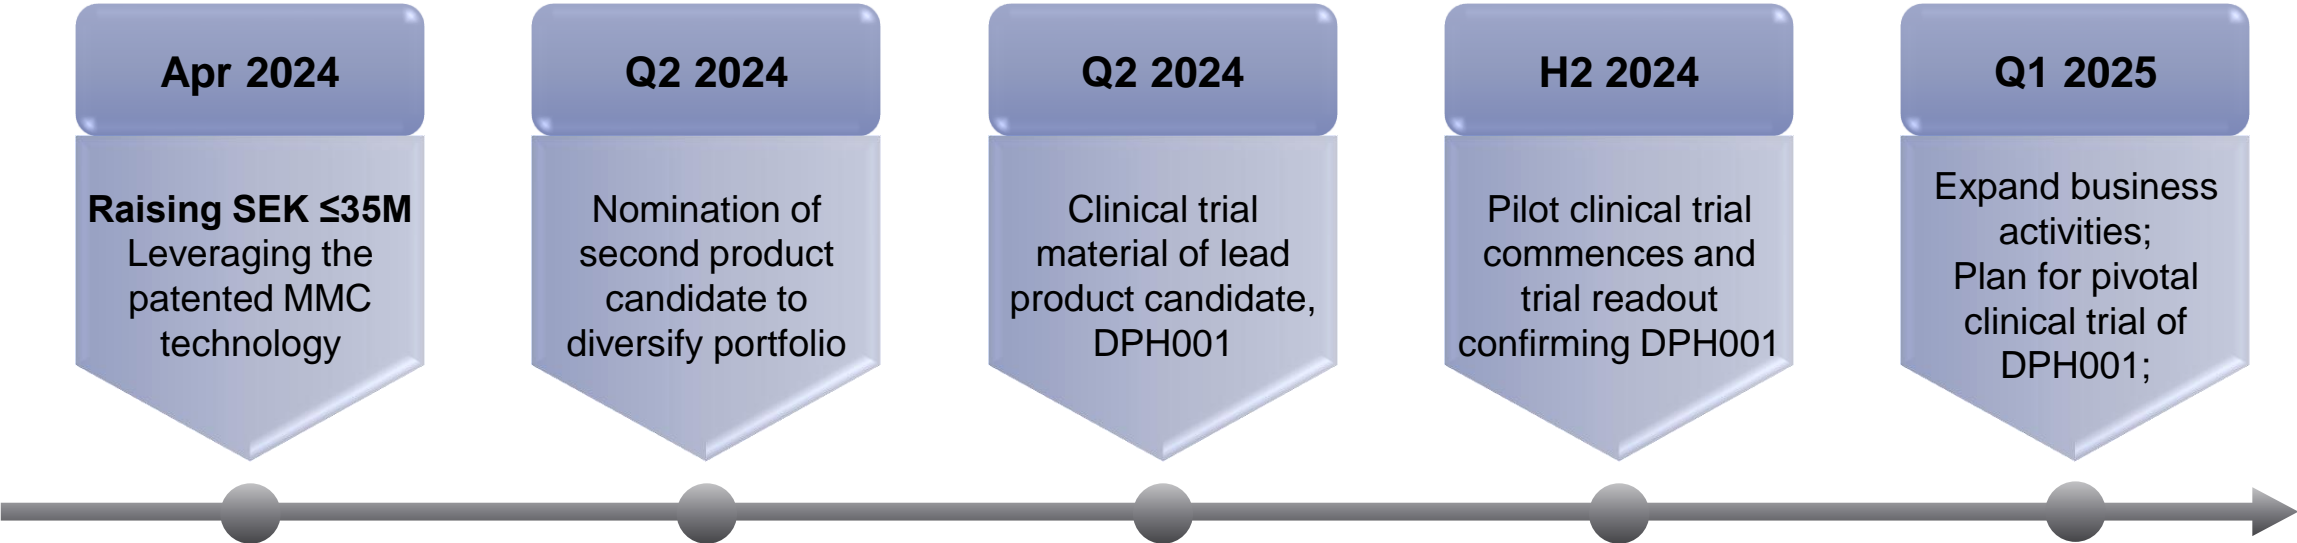 Apr 2024
Raising SEK ≤35M
Leveraging the
patented MMC
technology
Q2 2024
Nomination of
second product
candidate to
diversify portfolio
Q2 2024
Clinical trial
material of lead
product candidate,
DPH001
H2 2024
Pilot clinical trial
commences and
trial readout
confirming DPH001
Q1 2025
Expand business
activities;
Plan for pivotal
clinical trial of
DPH001;